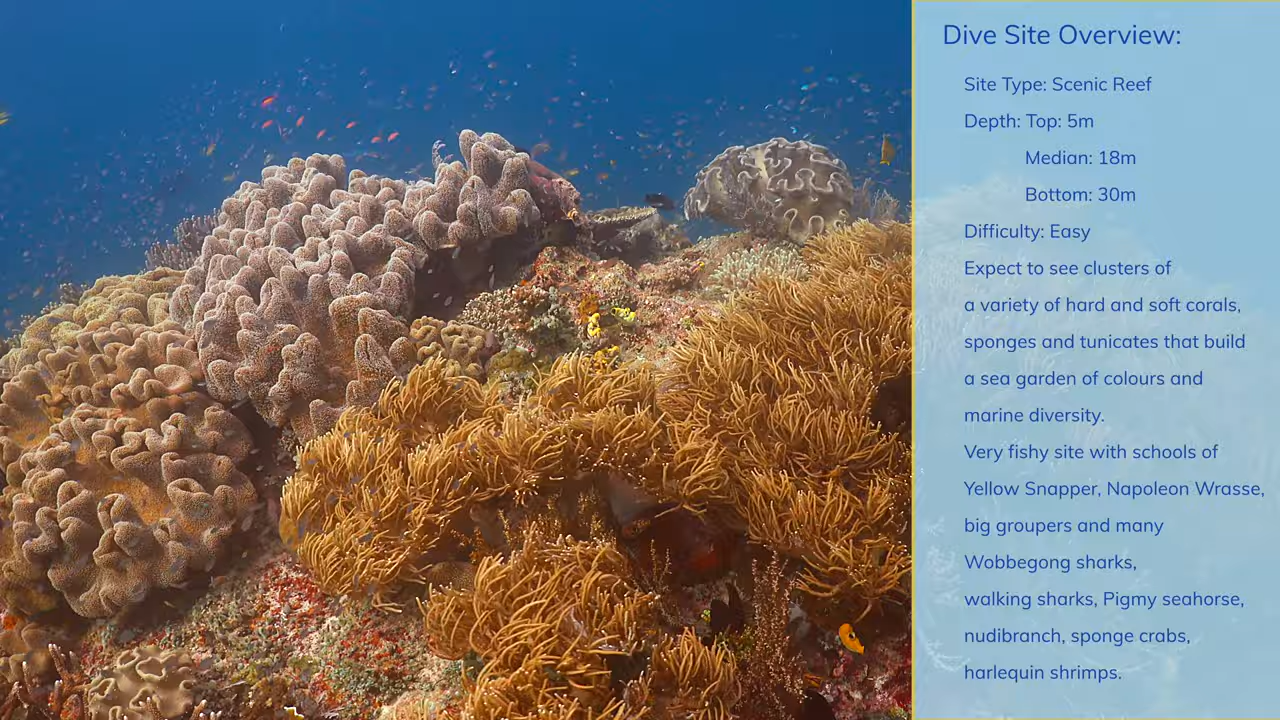 Dive Site Overview:
Site Type: Scenic Reef
Depth: Top: 5m
Median: 18m
Bottom: 30m
Difficulty: Easy
Expect to see clusters of
a variety of hard and soft corals,
sponges and tunicates that build
a sea garden of colours and
marine diversity.
Very fishy site with schools of
Yellow Snapper, Napoleon Wrasse,
big groupers and many
Wobbegong sharks,
walking sharks, Pigmy seahorse,
nudibranch, sponge crabs,
harlequin shrimps.